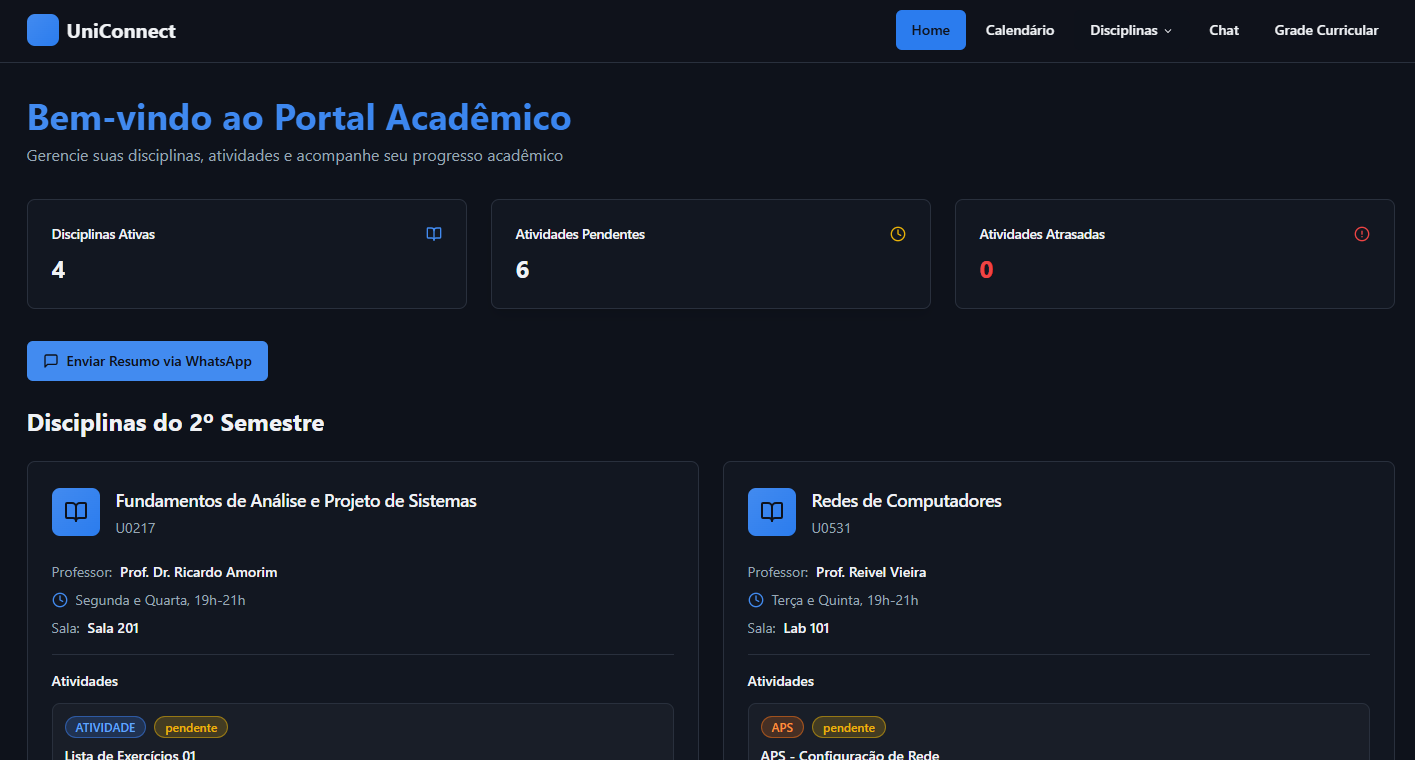 UniConnect
Home
Calendário
Disciplinas
Chat
Grade Curricular
Bem-vindo ao Portal Acadêmico
Gerencie suas disciplinas, atividades e acompanhe seu progresso acadêmico
Disciplinas Ativas
4
Atividades Pendentes
6
Atividades Atrasadas
0
Enviar Resumo via WhatsApp
Disciplinas do 2º Semestre
Fundamentos de Análise e Projeto de Sistemas
U0217
Professor: Prof. Dr. Ricardo Amorim
Segunda e Quarta, 19h-21h
Sala: Sala 201
Atividades
ATIVIDADE
pendente
Lista de Exercícios 01
Redes de Computadores
U0531
Professor: Prof. Reivel Vieira
Terça e Quinta, 19h-21h
Sala: Lab 101
Atividades
APS
pendente
APS - Configuração de Rede